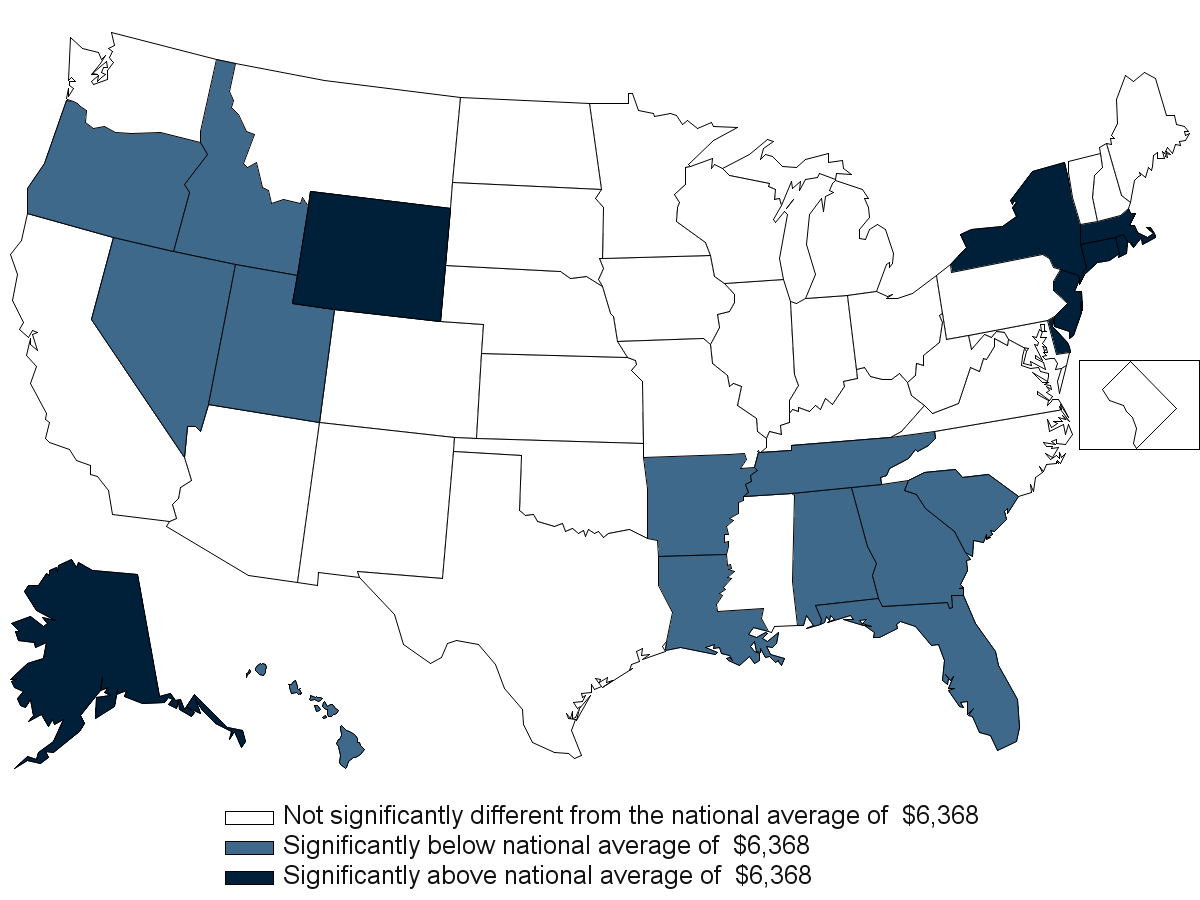 Not significantly different from the national average of  $6,368
Significantly below national average of  $6,368
Significantly above national average of  $6,368